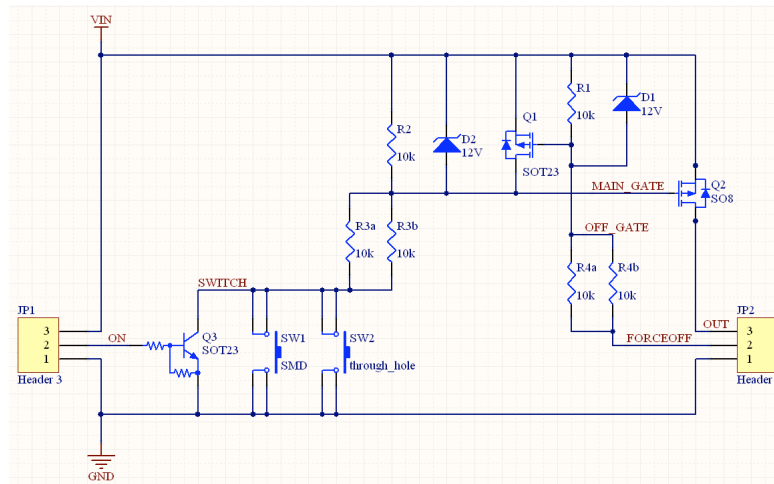 VIN
R1
10k
D1
12V
Q1
SOT23
R2
10k
D2
12V
MAIN_GATE
Q2
SO8
R3a
10k
R3b
10k
OFF_GATE
SWITCH
R4a
10k
R4b
10k
JP1
3
2
1
Header 3
ON
Q3
SOT23
SW1
SMD
SW2
through_hole
OUT
FORCEOFF
JP2
3
2
1
Header
GND